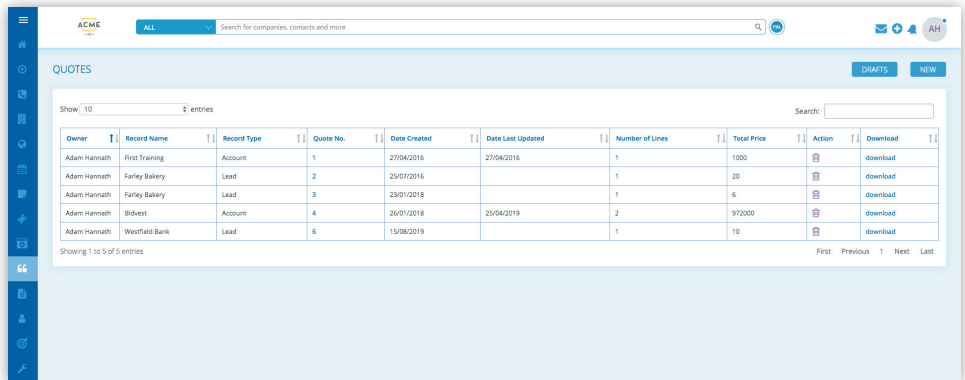 ACME
ALL Search for companies, contacts and more
AH
QUOTES DRAFTS NEW
Show 10 entries Search:
Owner Record Name Record Type Quote No. Date Created Date Last Updated Number of Lines Total Price Action Download
Adam Hannath First Training Account 1 27/04/2016 27/04/2016 1 1000 download
Adam Hannath Farley Bakery Lead 2 25/07/2016 1 20 download
Adam Hannath Farley Bakery Lead 3 23/01/2018 1 6 download
Adam Hannath Bidvest Account 4 26/01/2018 25/04/2019 2 972000 download
Adam Hannath Westfield Bank Lead 6 15/08/2019 1 10 download
Showing 1 to 5 of 5 entries First Previous 1 Next Last